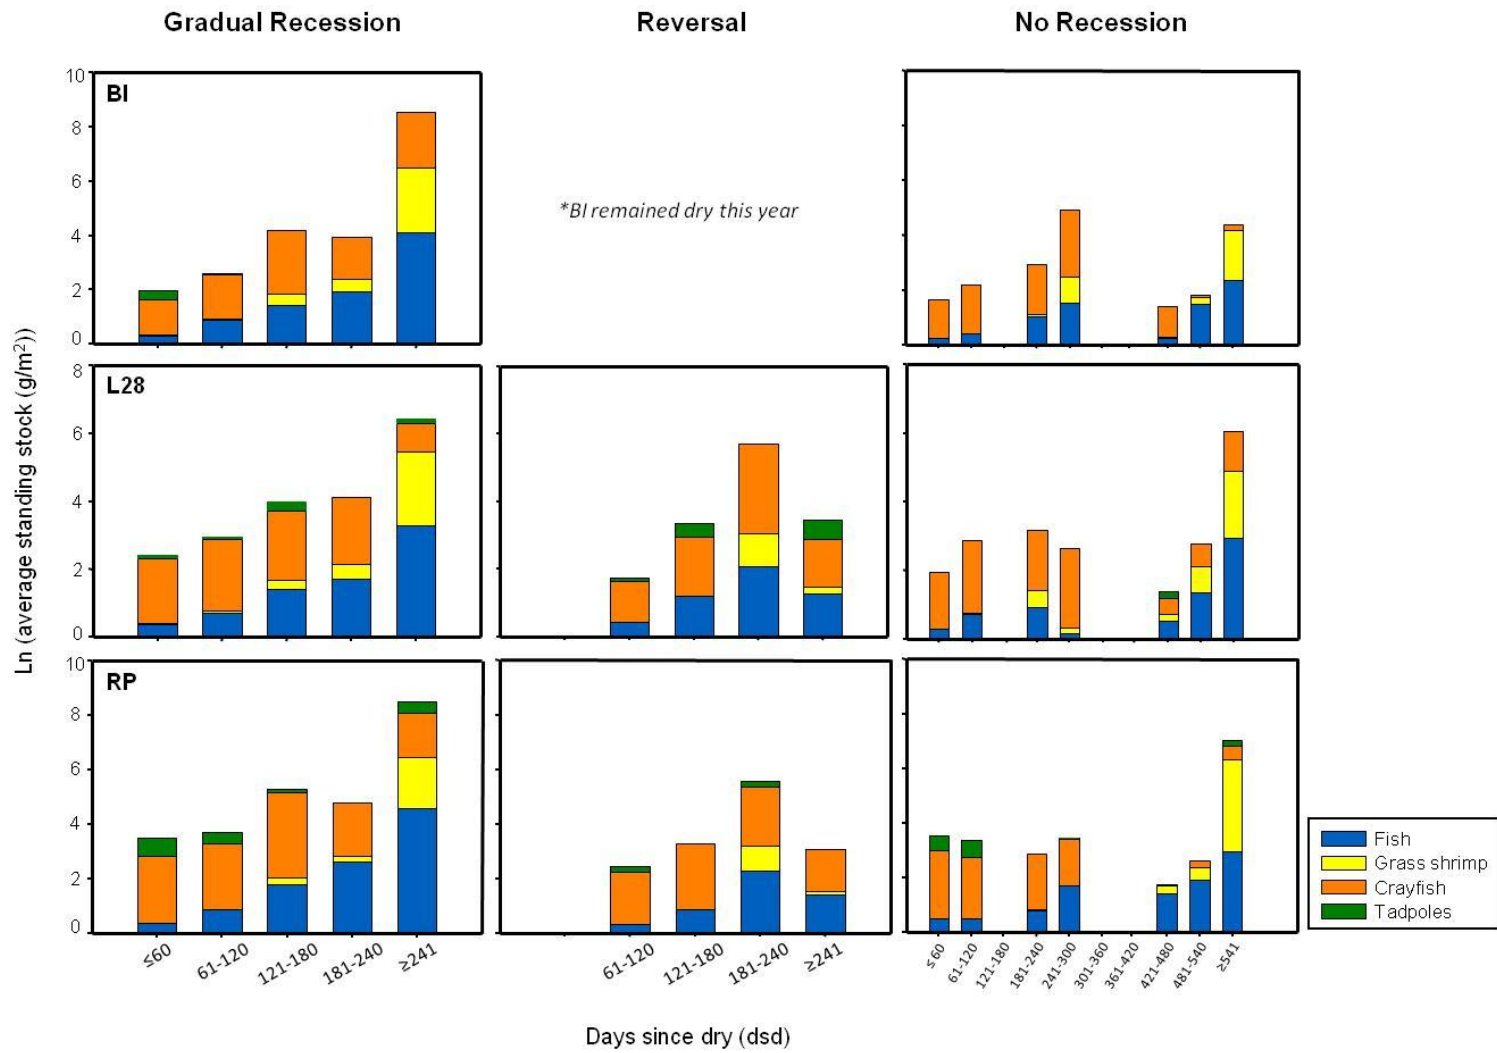 Gradual Recession
Reversal
No Recession
Ln (average standing stock (g/m²))
BI
10
8
6
4
2
0
*BI remained dry this year
L28
8
6
4
2
0
RP
10
8
6
4
2
0
≤60
61-120
121-180
181-240
≥241
61-120
121-180
181-240
≥241
≤60
61-120
121-180
181-240
241-300
301-360
361-420
421-480
481-540
≥541
Fish
Grass shrimp
Crayfish
Tadpoles
Days since dry (dsd)